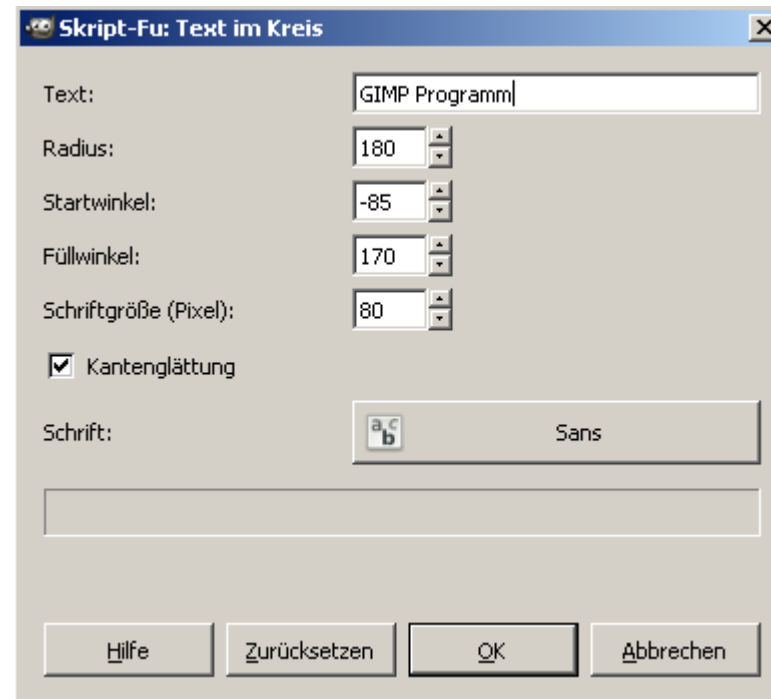 Skript-Fu: Text im Kreis
Text: GIMP Programm
Radius: 180
Startwinkel: -85
Füllwinkel: 170
Schriftgröße (Pixel): 80
Kantenglättung
Schrift: abc Sans
Hilfe Zurücksetzen OK Abbrechen